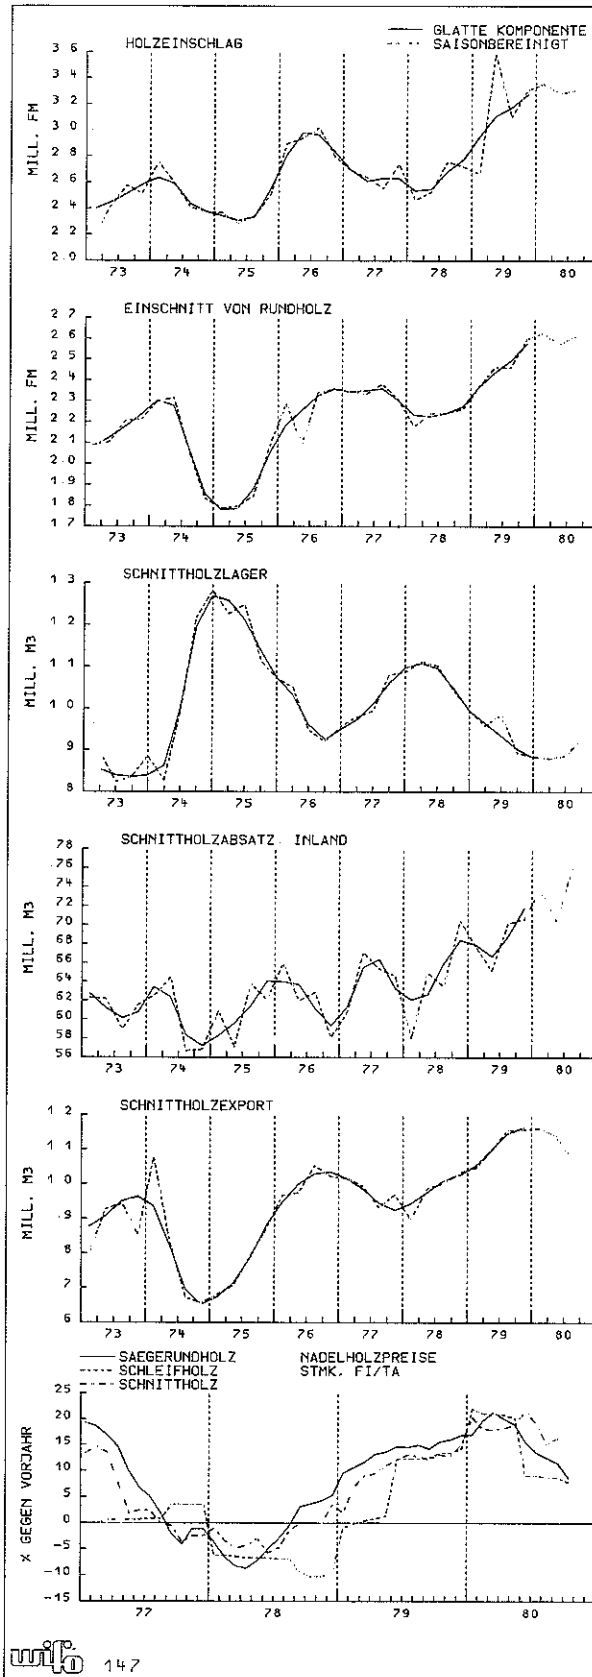 GLATTE KOMPONENTE
SAISONBEREINIGT
HOLZEINSCHLAG
MILL. FM
3 6
3 4
3 2
3 0
2 8
2 6
2 4
2 2
2.0
73 74 75 76 77 78 79 80
EINSCHNITT VON RUNDHOLZ
MILL. FM
2 7
2 6
2 5
2 4
2 3
2 2
2 1
2 0
1 9
1 8
1 7
73 74 75 76 77 78 79 80
SCHNITTHOLZLAGER
MILL. M3
1 3
1 2
1 1
1 0
9
8
73 74 75 76 77 78 79 80
SCHNITTHOLZABSATZ INLAND
MILL. M3
78
76
74
72
70
68
66
64
62
60
58
56
73 74 75 76 77 78 79 80
SCHNITTHOLZEXPORT
MILL. M3
1 2
1 1
1 0
.9
8
7
6
73 74 75 76 77 78 79 80
SAEGERUNDHOLZ
SCHLEIFHOLZ
SCHNITTHOLZ
NADELHOLZPREISE
STMK. FI/TA
% GEGEN VORJAHR
25
20
15
10
5
0
-5
-10
-15
77 78 79 80
wifo 147